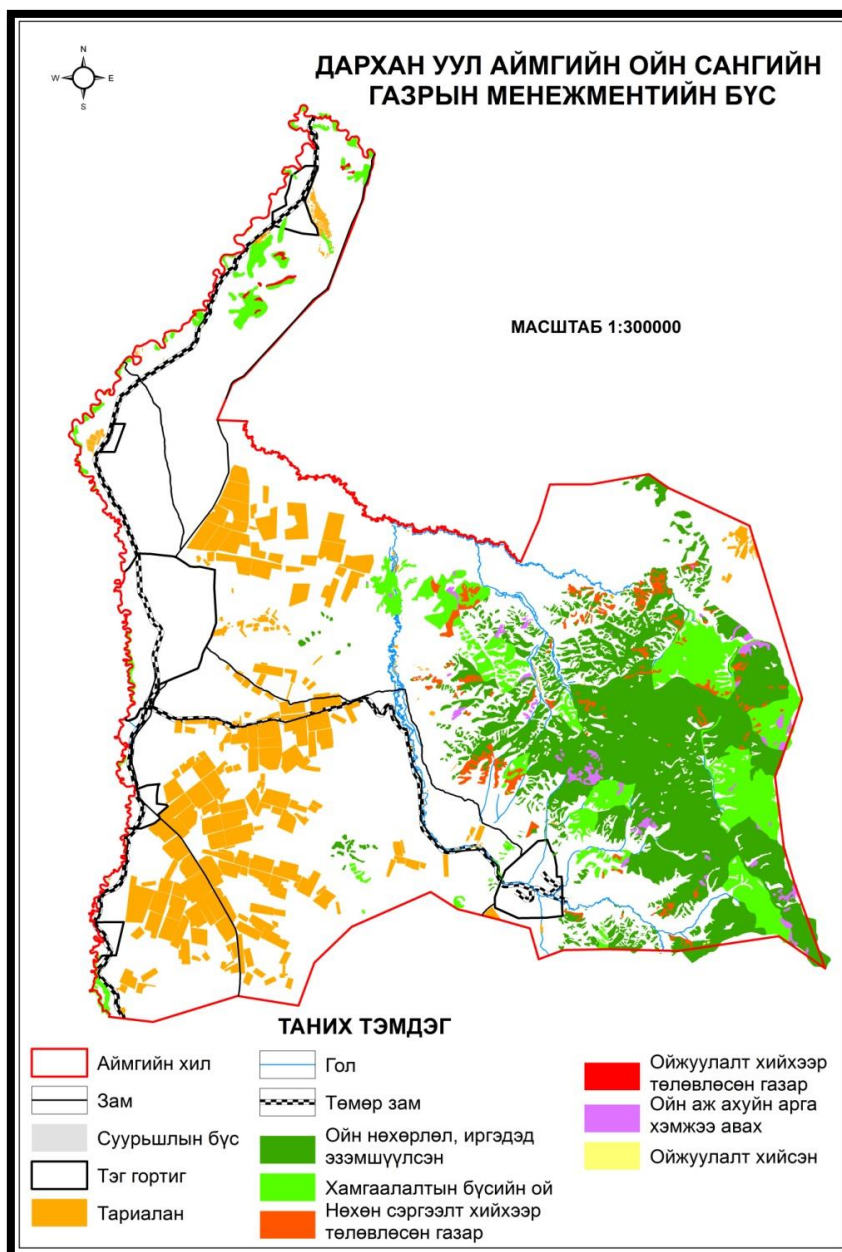 N
W E
S
ДАРХАН УУЛ АЙМГИЙН ОЙН САНГИЙН
ГАЗРЫН МЕНЕЖМЕНТИЙН БҮС
МАСШТАБ 1:300000
ТАНИХ ТЭМДЭГ
Аймгийн хил
Зам
Суурьшлын бүс
Тэг гортиг
Тариалан
Гол
Төмөр зам
Ойн нөхөрлөл, иргэдэд
эзэмшүүлсэн
Хамгаалалтын бүсийн ой
Нөхөн сэргээлт хийхээр
төлөвлөсөн газар
Ойжуулалт хийхээр
төлөвлөсөн газар
Ойн аж ахуйн арга
хэмжээ авах
Ойжуулалт хийсэн